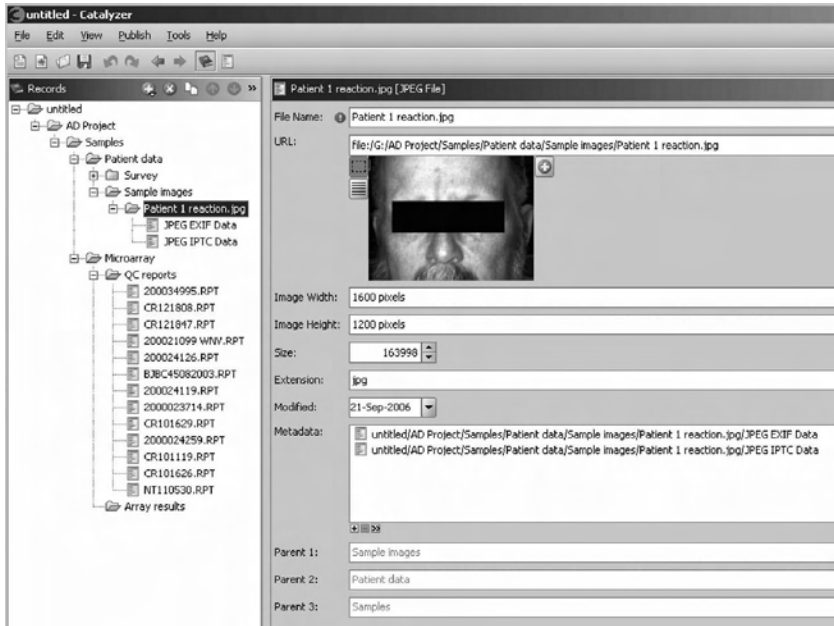 untitled - Catalyzer
File Edit View Publish Tools Help
Records
untitled
AD Project
Samples
Patient data
Survey
Sample images
Patient 1 reaction.jpg
JPEG EXIF Data
JPEG IPTC Data
Microarray
QC reports
200034995.RPT
CR121808.RPT
CR121847.RPT
200021099 WNV.RPT
200024126.RPT
BJBC45082003.RPT
200024119.RPT
2000023714.RPT
CR101629.RPT
2000024259.RPT
CR101119.RPT
CR101626.RPT
NT110530.RPT
Array results
Patient 1 reaction.jpg [JPEG File]
File Name: Patient 1 reaction.jpg
URL: file:/G:/AD Project/Samples/Patient data/Sample images/Patient 1 reaction.jpg
Image Width: 1600 pixels
Image Height: 1200 pixels
Size: 163998
Extension: jpg
Modified: 21-Sep-2006
Metadata: untitled/AD Project/Samples/Patient data/Sample images/Patient 1 reaction.jpg/JPEG EXIF Data
untitled/AD Project/Samples/Patient data/Sample images/Patient 1 reaction.jpg/JPEG IPTC Data
Parent 1: Sample images
Parent 2: Patient data
Parent 3: Samples